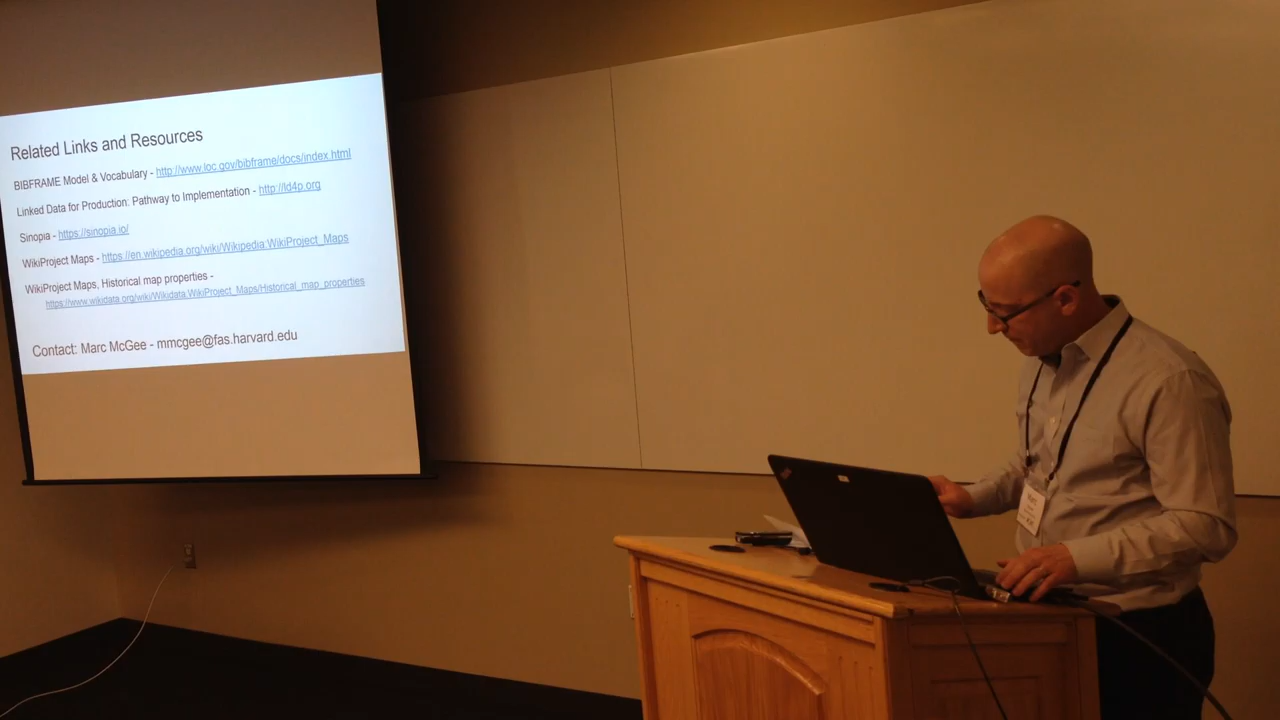 Related Links and Resources
BIBFRAME Model & Vocabulary - http://www.loc.gov/bibframe/docs/index.html
Linked Data for Production: Pathway to Implementation - http://ld4p.org
Sinopia - https://sinopia.io/
WikiProject Maps - https://en.wikipedia.org/wiki/Wikipedia:WikiProject_Maps
WikiProject Maps, Historical map properties -
https://www.wikidata.org/wiki/Wikidata:WikiProject_Maps/Historical_map_properties
Contact: Marc McGee - mmcgee@fas.harvard.edu